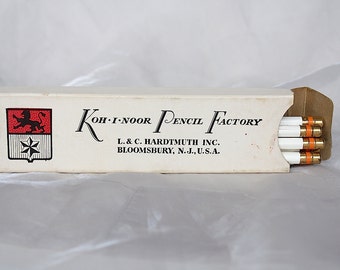 KOH-I-NOOR PENCIL FACTORY
L. & C. HARDTMUTH INC.
BLOOMSBURY, N.J., U.S.A.